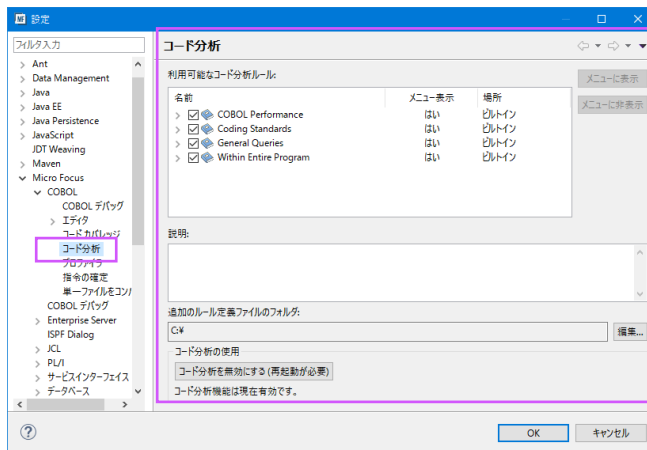 MF 設定
フィルタ入力
Ant
Data Management
Java
Java EE
Java Persistence
JavaScript
JDT Weaving
Maven
Micro Focus
COBOL
COBOL デバッグ
エディタ
コード カバレッジ
コード分析
プロファイラ
指令の確定
単一ファイルをコンパ
COBOL デバッグ
Enterprise Server
ISPF Dialog
JCL
PL/I
サービスインターフェイス
データベース
コード分析
利用可能なコード分析ルール:
名前 メニュー表示 場所
COBOL Performance はい ビルトイン
Coding Standards はい ビルトイン
General Queries はい ビルトイン
Within Entire Program はい ビルトイン
メニューに表示
メニューに非表示
説明:
追加のルール定義ファイルのフォルダ:
C:¥
編集...
コード分析の使用
コード分析を無効にする(再起動が必要)
コード分析機能は現在有効です。
OK キャンセル